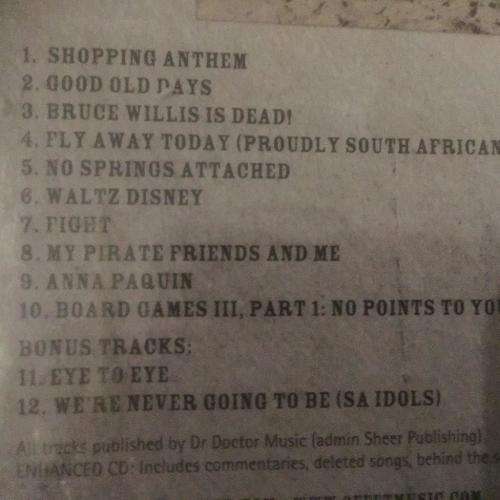 1. SHOPPING ANTHEM
2. GOOD OLD DAYS
3. BRUCE WILLIS IS DEAD!
4. FLY AWAY TODAY (PROUDLY SOUTH AFRICAN
5. NO SPRINGS ATTACHED
6. WALTZ DISNEY
7. FIGHT
8. MY PIRATE FRIENDS AND ME
9. ANNA PAQUIN
10. BOARD GAMES III, PART 1: NO POINTS TO YOU
BONUS TRACKS:
11. EYE TO EYE
12. WE'RE NEVER GOING TO BE (SA IDOLS)
All tracks published by Dr Doctor Music (admin Sheer Publishing)
ENHANCED CD: Includes commentaries, deleted songs, behind the